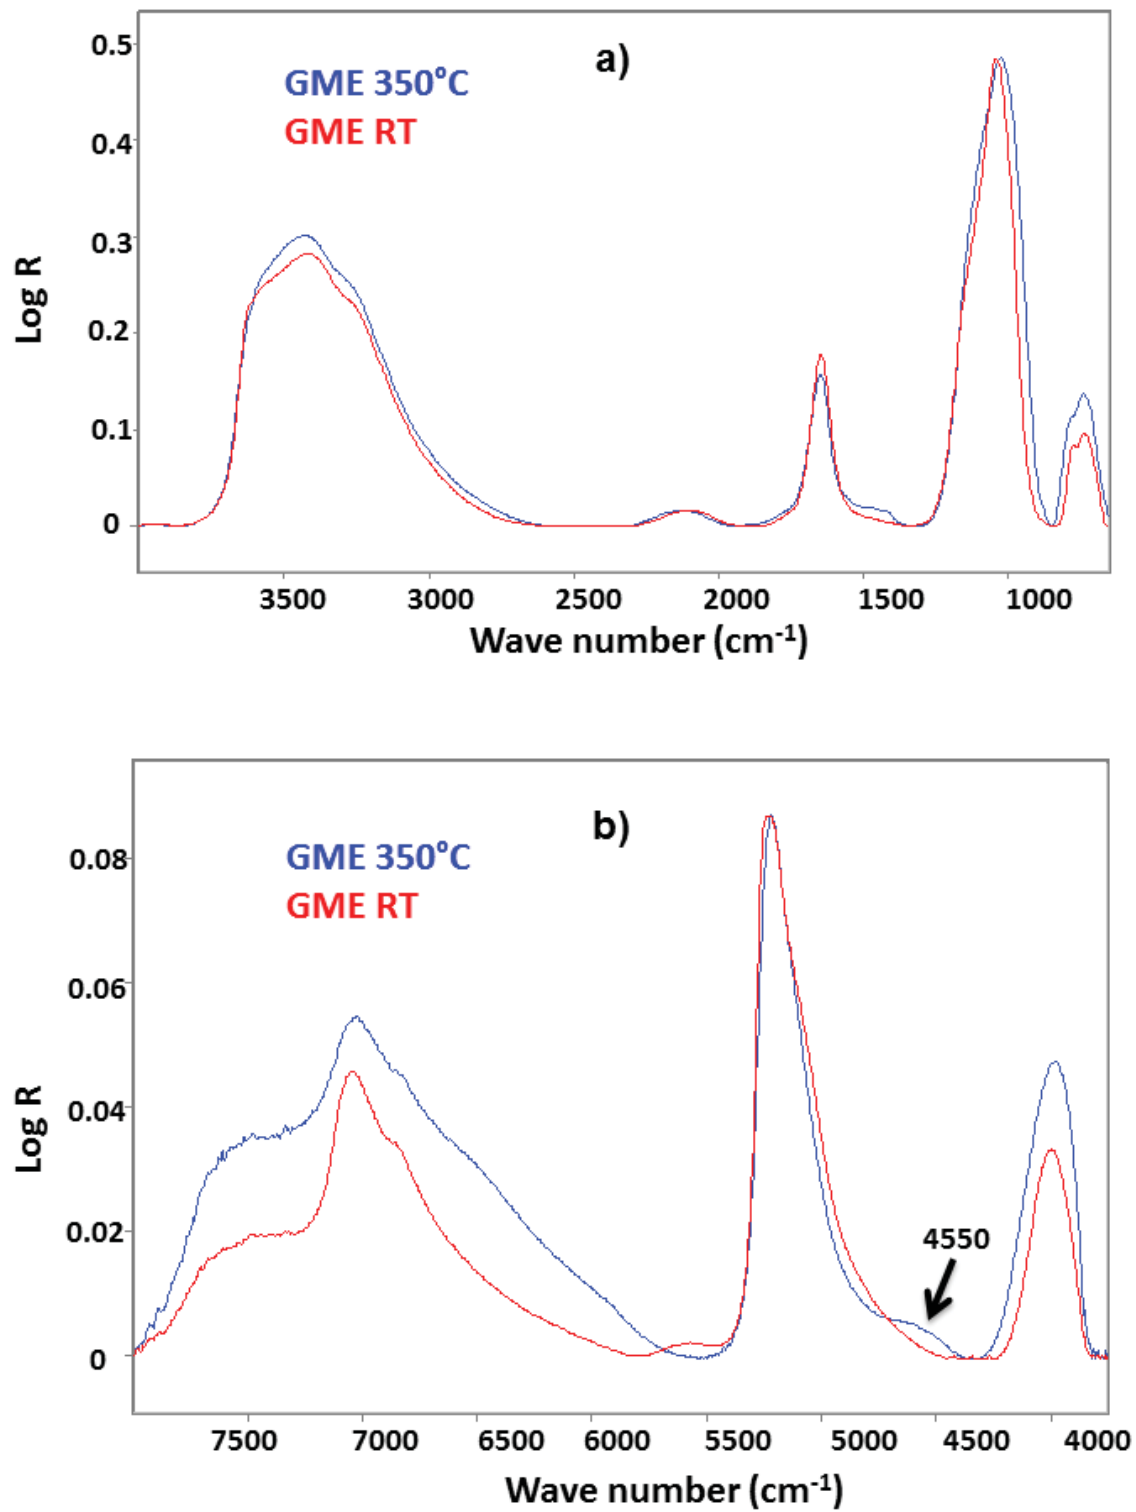 a)
GME 350°C
GME RT
0.5
0.4
0.3
0.2
0.1
0
Log R
3500 3000 2500 2000 1500 1000
Wave number (cm-1)
b)
GME 350°C
GME RT
0.08
0.06
0.04
0.02
0
Log R
4550
7500 7000 6500 6000 5500 5000 4500 4000
Wave number (cm-1)